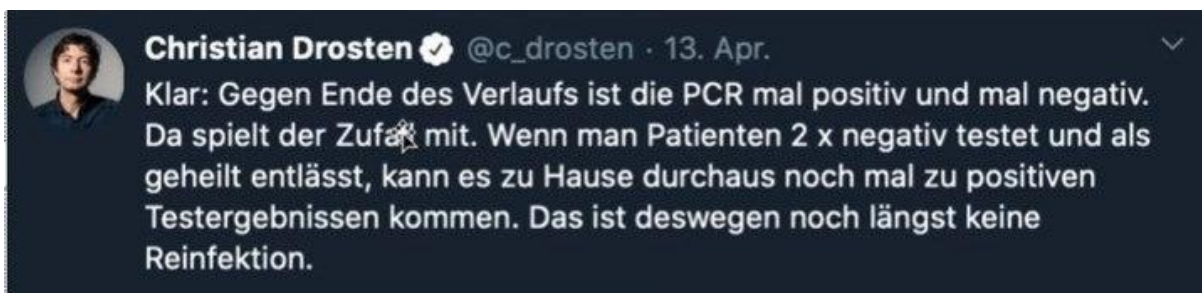 Christian Drosten @c_drosten · 13. Apr.
Klar: Gegen Ende des Verlaufs ist die PCR mal positiv und mal negativ.
Da spielt der Zufall mit. Wenn man Patienten 2 x negativ testet und als
geheilt entlässt, kann es zu Hause durchaus noch mal zu positiven
Testergebnissen kommen. Das ist deswegen noch längst keine
Reinfektion.